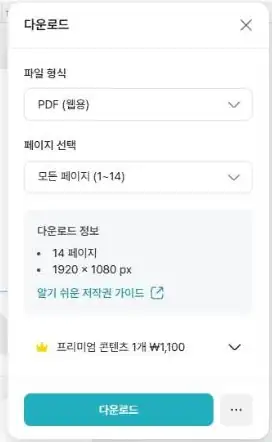 다운로드
파일 형식
PDF (웹용)
페이지 선택
모든 페이지 (1~14)
다운로드 정보
• 14 페이지
• 1920 × 1080 px
알기 쉬운 저작권 가이드
프리미엄 콘텐츠 1개 ₩1,100
다운로드